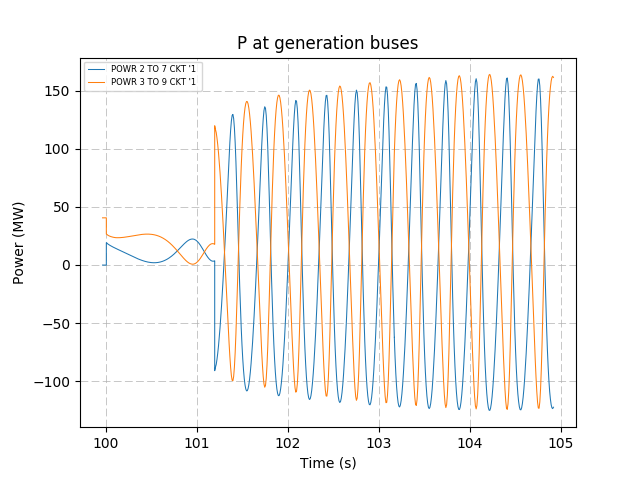 P at generation buses
POWR 2 TO 7 CKT '1
POWR 3 TO 9 CKT '1
Power (MW)
150
100
50
0
−50
−100
100 101 102 103 104 105
Time (s)